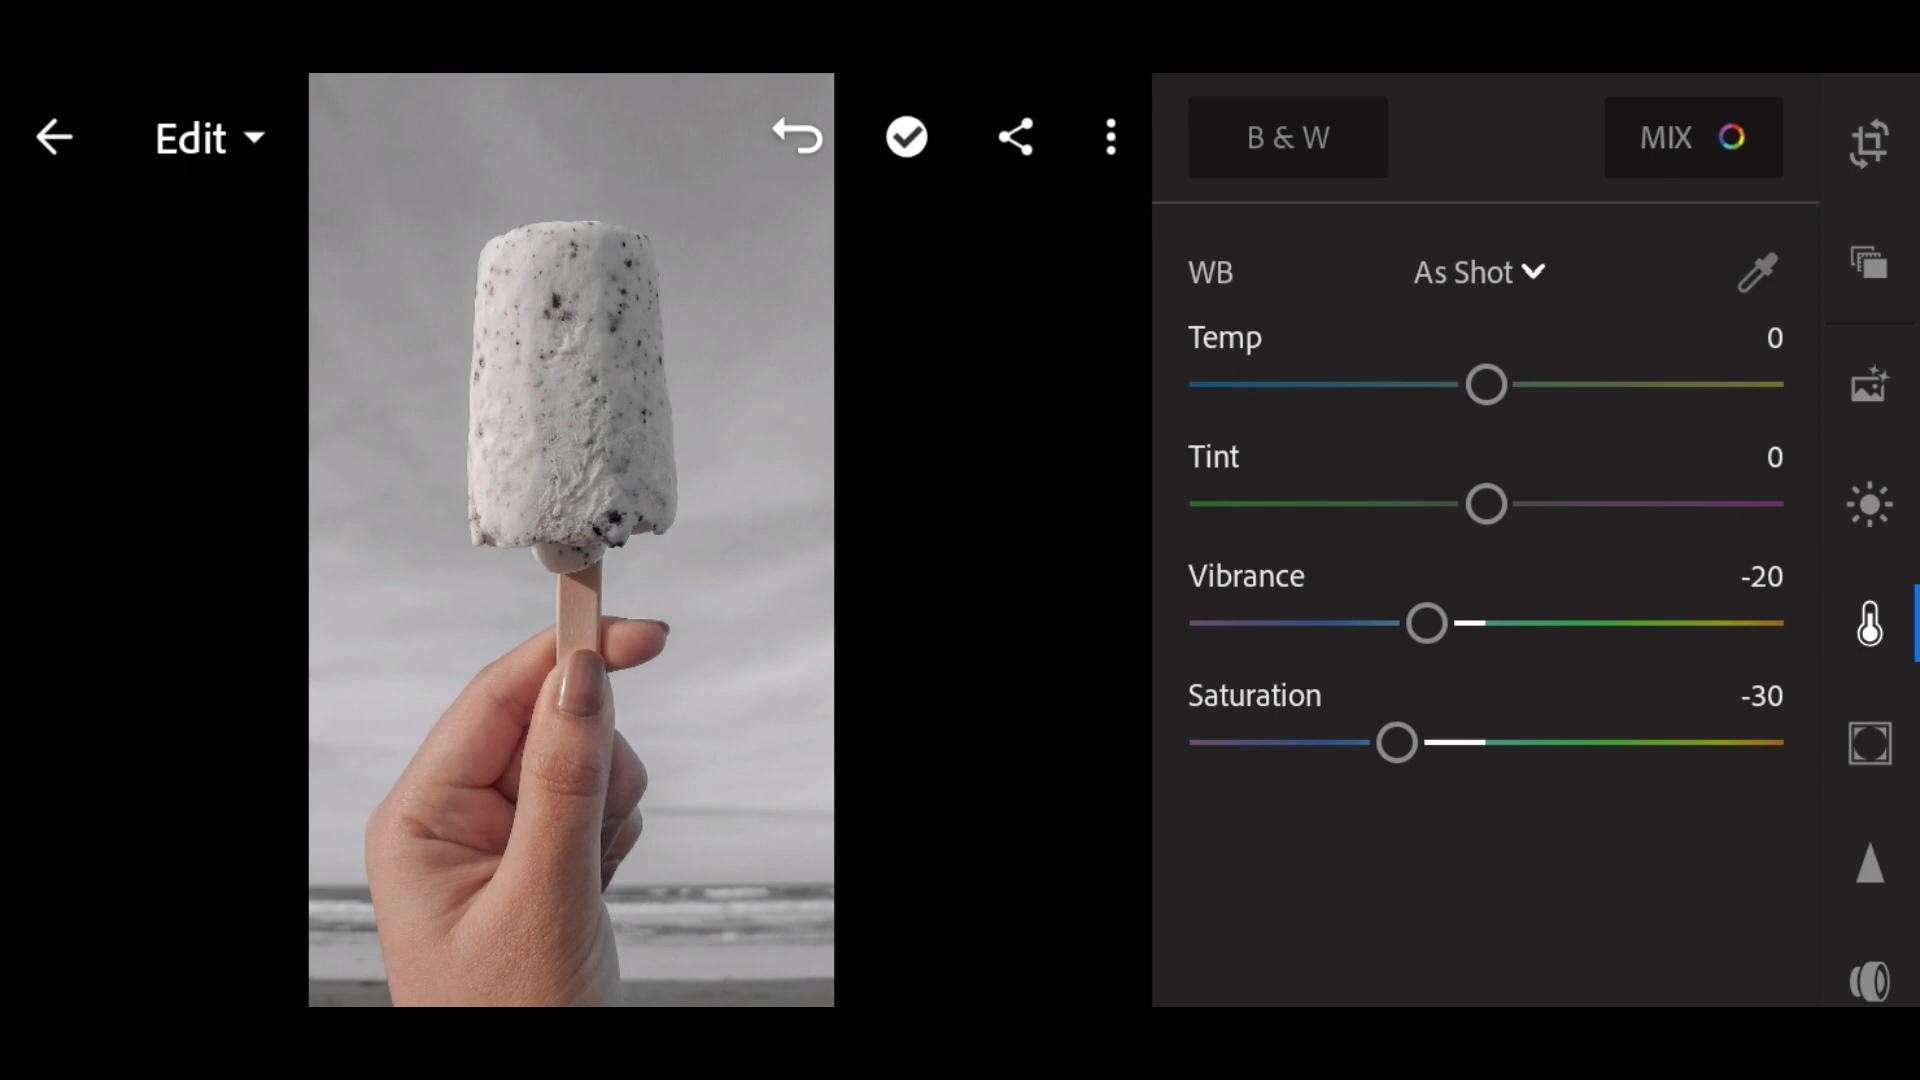 Edit
B & W
MIX
WB
As Shot
Temp
0
Tint
0
Vibrance
-20
Saturation
-30